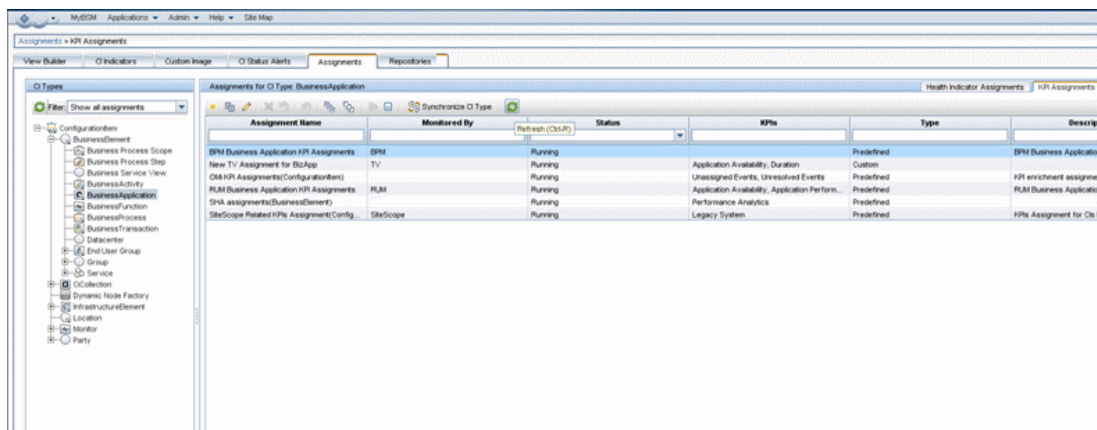 MyBSM Applications Admin Help Site Map
Assignments > KPI Assignments
View Builder CI Indicators Custom Image CI Status Alerts Assignments Repositories
CI Types
Filter: Show all assignments
ConfigurationItem
BusinessElement
Business Process Scope
Business Process Step
Business Service View
BusinessActivity
BusinessApplication
BusinessFunction
BusinessProcess
BusinessTransaction
Datacenter
End User Group
Group
Service
CiCollection
Dynamic Node Factory
InfrastructureElement
Location
Monitor
Party
Assignments for CI Type: BusinessApplication
Health Indicator Assignments KPI Assignments
Synchronize CI Type
Refresh (Ctrl-R)
Assignment Name Monitored By Status KPIs Type Descrip
BPM Business Application KPI Assignments BPM Running Predefined BPM Business Applicatio
New TV Assignment for BizApp TV Running Application Availability, Duration Custom
OMi KPI Assignments(ConfigurationItem) Running Unassigned Events, Unresolved Events Predefined KPI enrichment assignme
RUM Business Application KPI Assignments RUM Running Application Availability, Application Perform... Predefined RUM Business Applicatio
SHA assignments(BusinessElement) Running Performance Analytics Predefined
SiteScope Related KPIs Assignment(Config... SiteScope Running Legacy System Predefined KPIs Assignment for CIs